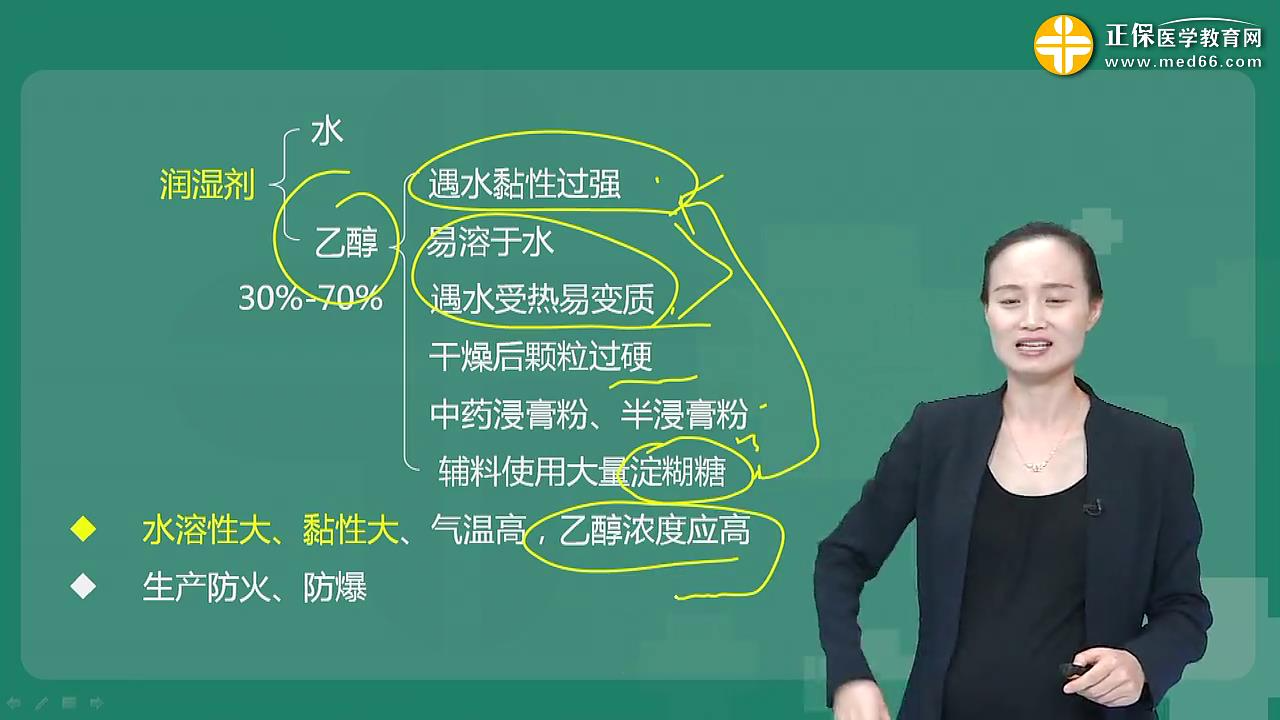 正保医学教育网
www.med66.com
水
润湿剂
遇水黏性过强
乙醇
易溶于水
30%-70%
遇水受热易变质
干燥后颗粒过硬
中药浸膏粉、半浸膏粉
辅料使用大量淀糊糖
水溶性大、黏性大、气温高，乙醇浓度应高
生产防火、防爆